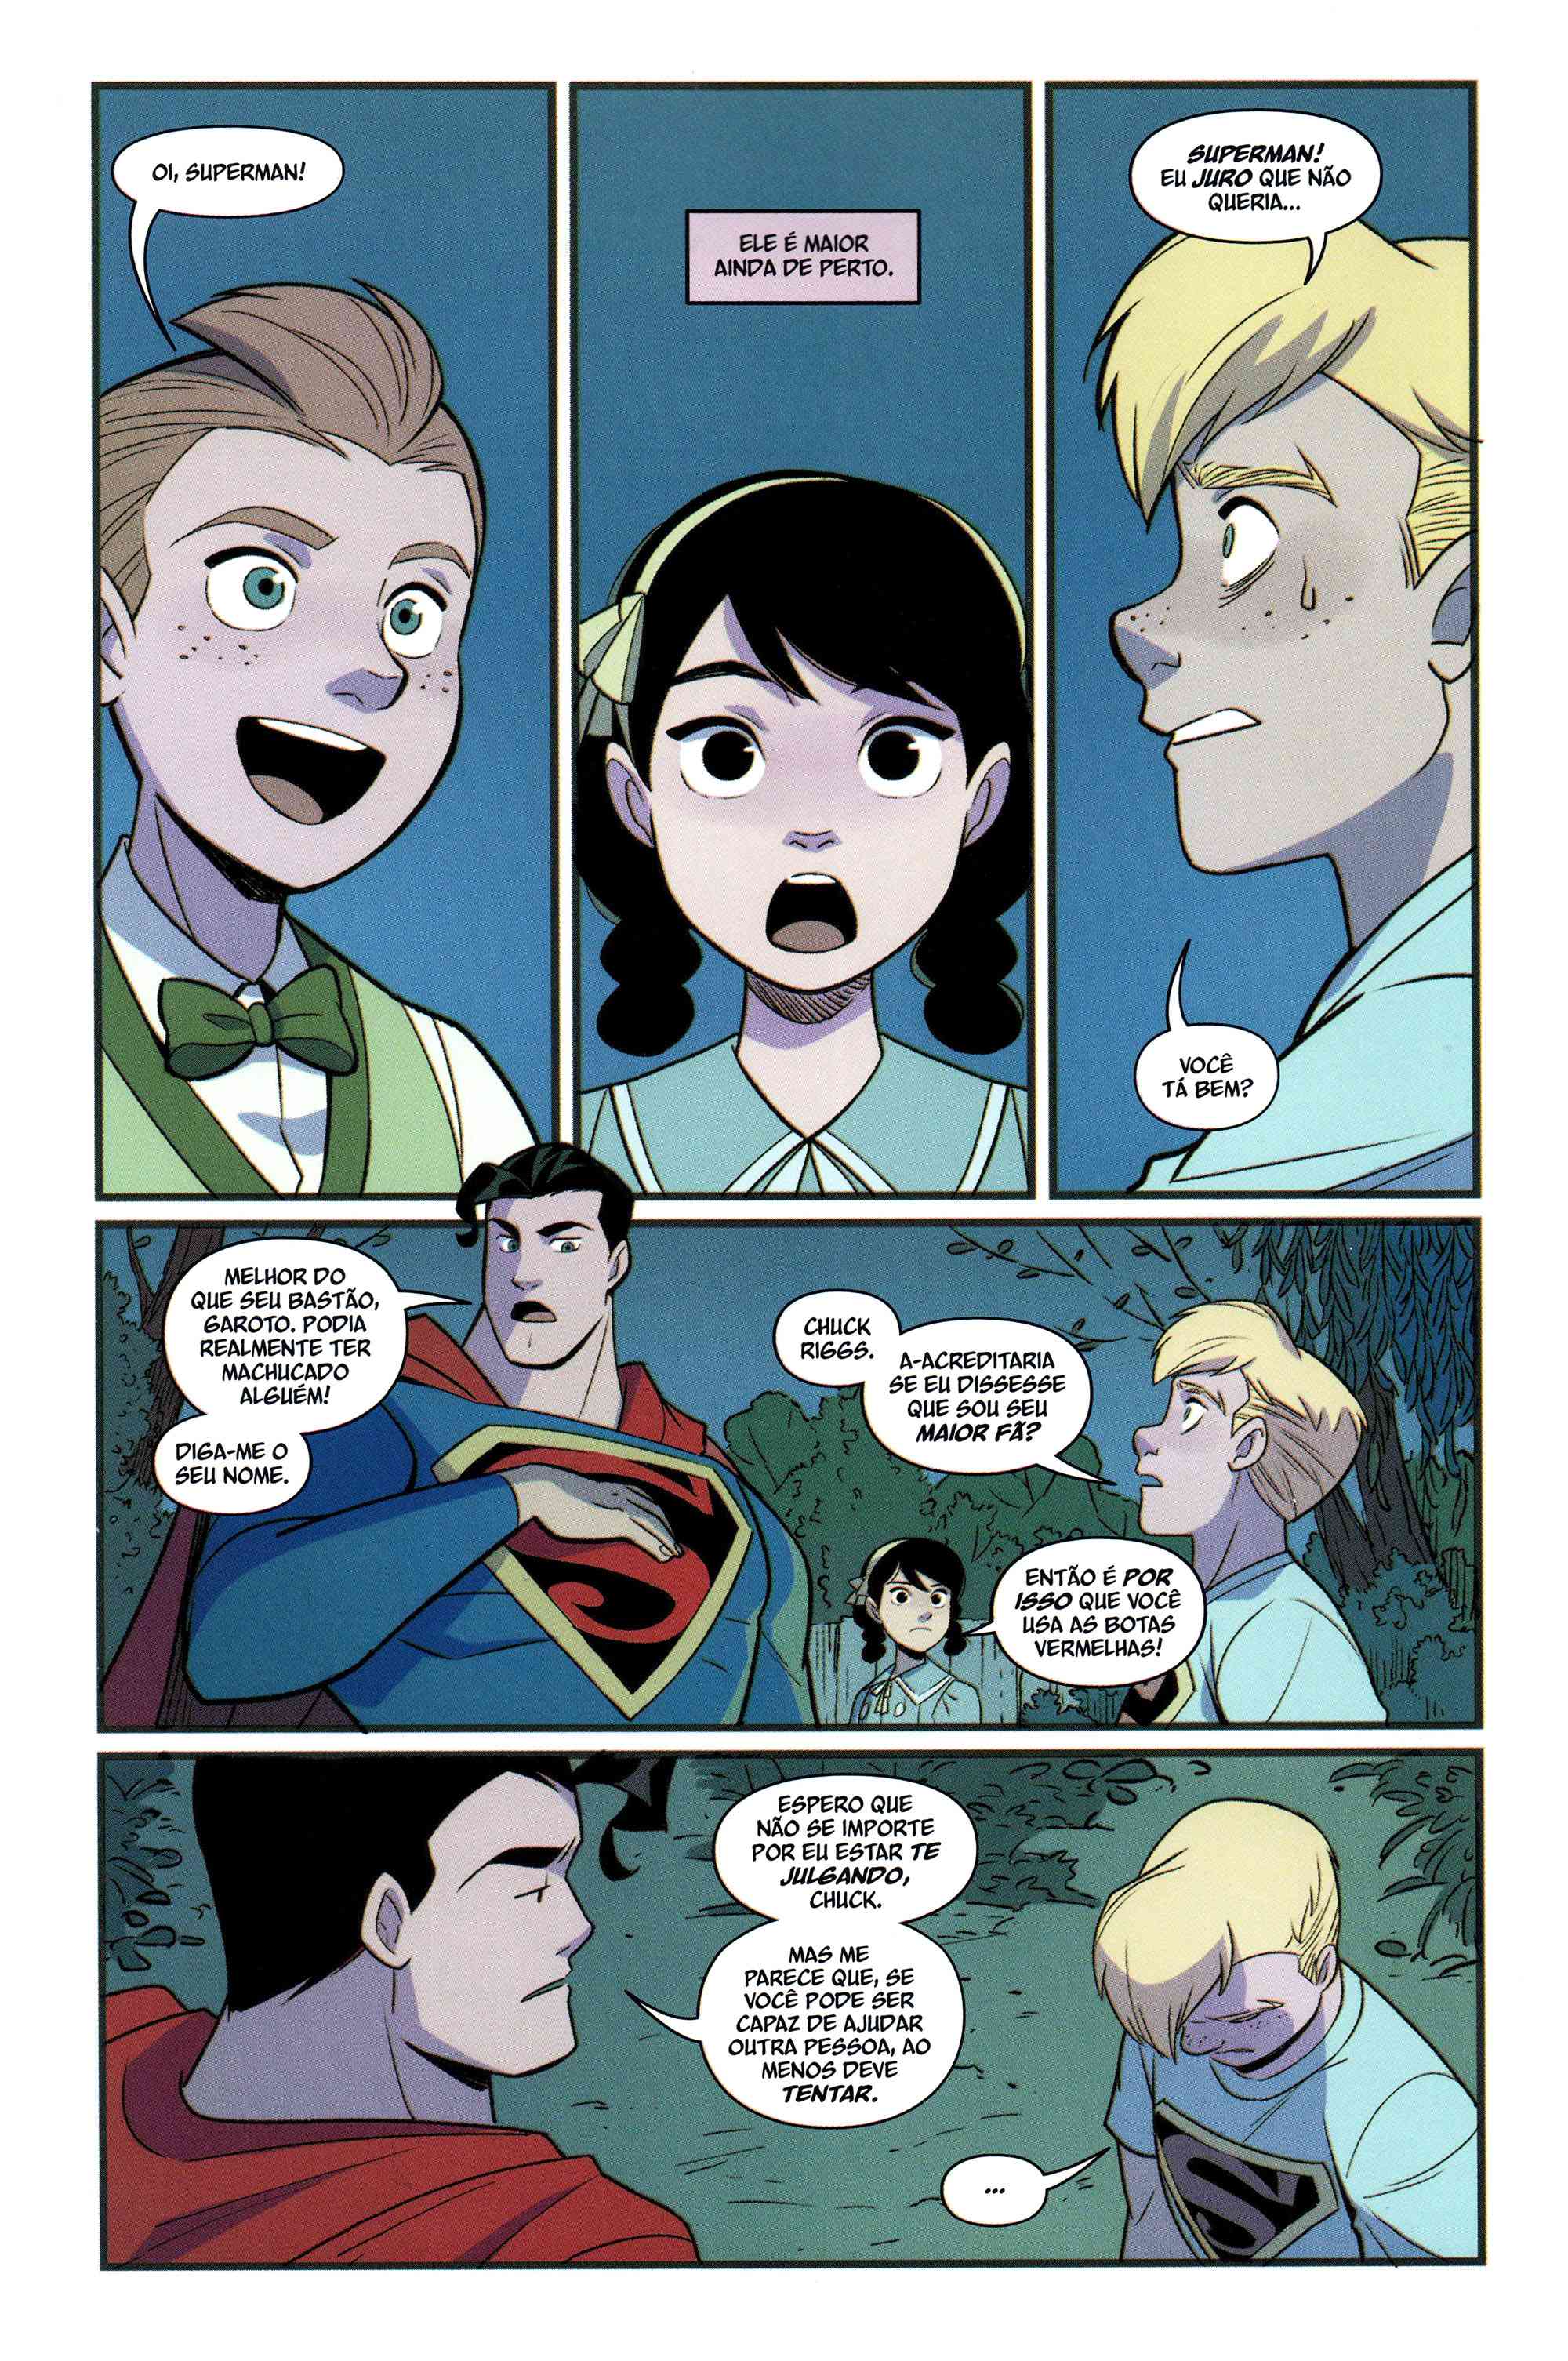 OI, SUPERMAN!
ELE É MAIOR
AINDA DE PERTO.
SUPERMAN!
EU JURO QUE NÃO
QUERIA...
VOCÊ
TÁ BEM?
MELHOR DO
QUE SEU BASTÃO,
GAROTO. PODIA
REALMENTE TER
MACHUCADO
ALGUÉM!
DIGA-ME O
SEU NOME.
CHUCK
RIGGS.
A-ACREDITARIA
SE EU DISSESSE
QUE SOU SEU
MAIOR FÃ?
ENTÃO É POR
ISSO QUE VOCÊ
USA AS BOTAS
VERMELHAS!
ESPERO QUE
NÃO SE IMPORTE
POR EU ESTAR TE
JULGANDO,
CHUCK.
MAS ME
PARECE QUE, SE
VOCÊ PODE SER
CAPAZ DE AJUDAR
OUTRA PESSOA, AO
MENOS DEVE
TENTAR.
...